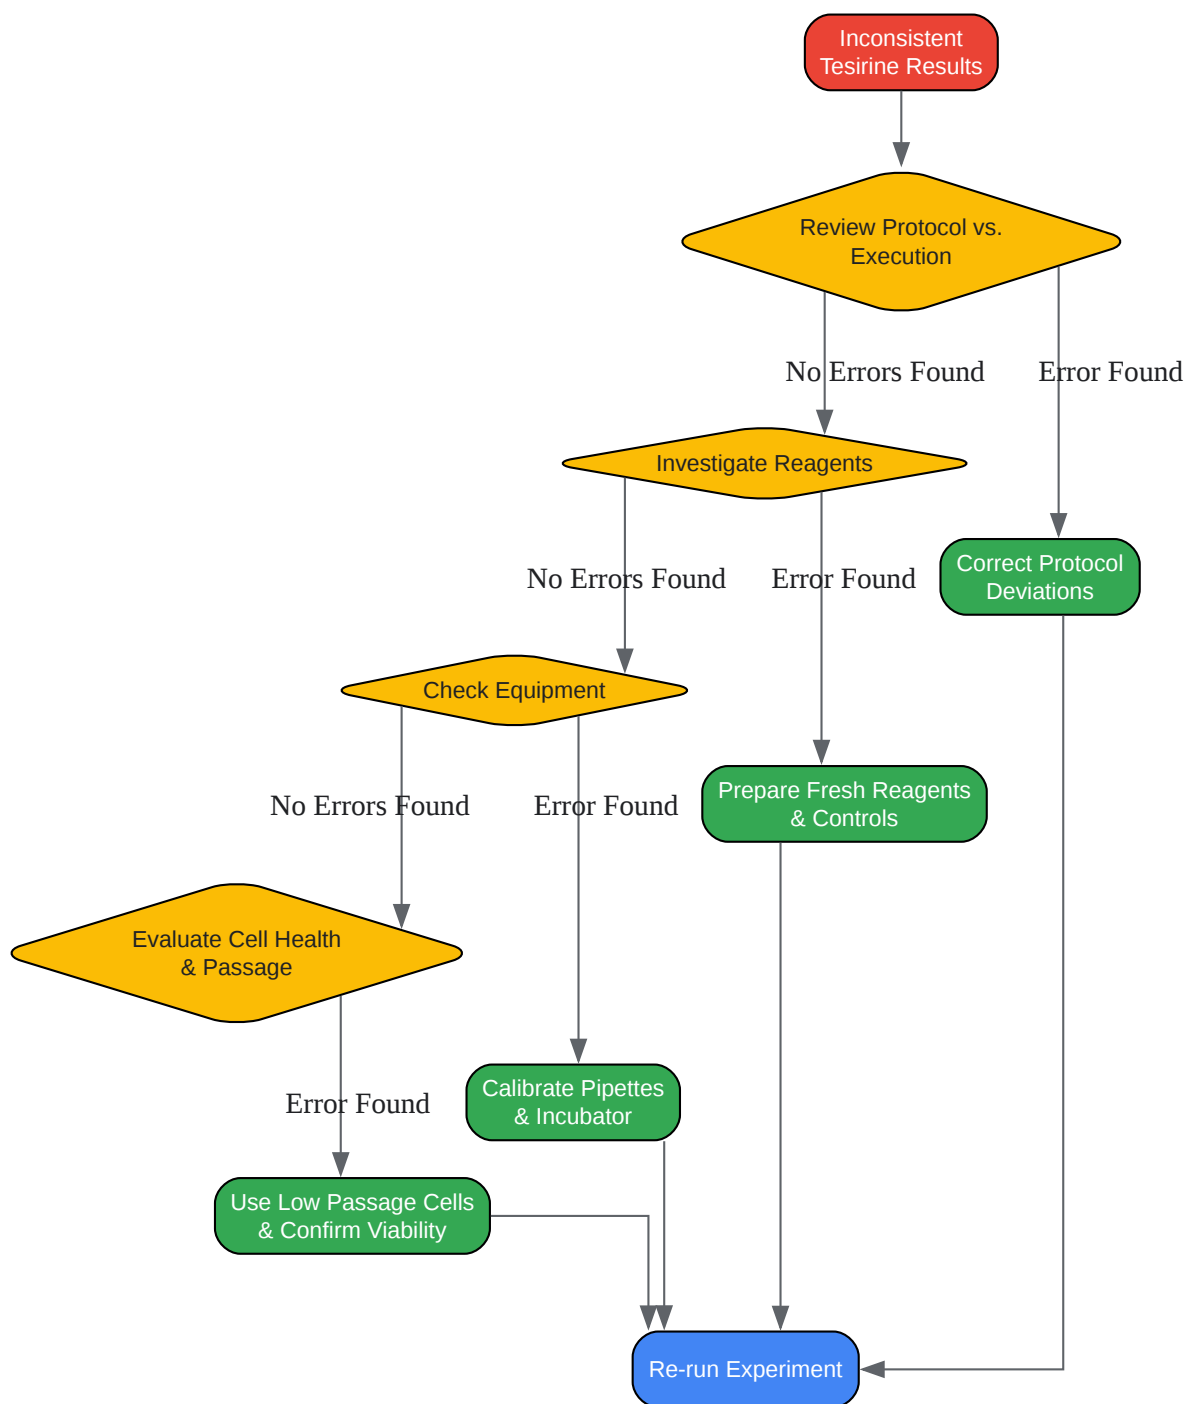 Inconsistent
Tesirine Results
Review Protocol vs.
Execution
No Errors Found
Error Found
Investigate Reagents
No Errors Found
Error Found
Correct Protocol
Deviations
Check Equipment
No Errors Found
Error Found
Prepare Fresh Reagents
& Controls
Evaluate Cell Health
& Passage
Error Found
Calibrate Pipettes
& Incubator
Use Low Passage Cells
& Confirm Viability
Re-run Experiment